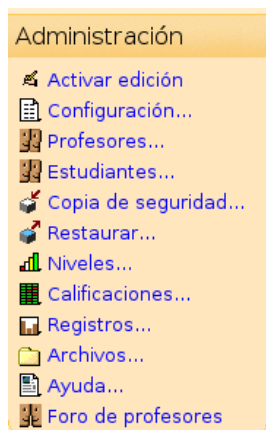 Administración
Activar edición
Configuración...
Profesores...
Estudiantes...
Copia de seguridad...
Restaurar...
Niveles...
Calificaciones...
Registros...
Archivos...
Ayuda...
Foro de profesores